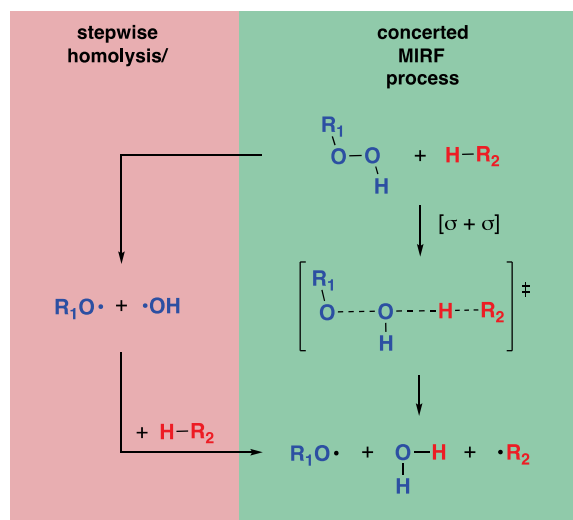 stepwise
homolysis/
concerted
MIRF
process
R1
O–O + H–R2
H
[σ + σ]
R1
O----O----H---R2 ‡
H
R1O· + ·OH
+ H–R2
R1O· + O–H + ·R2
H